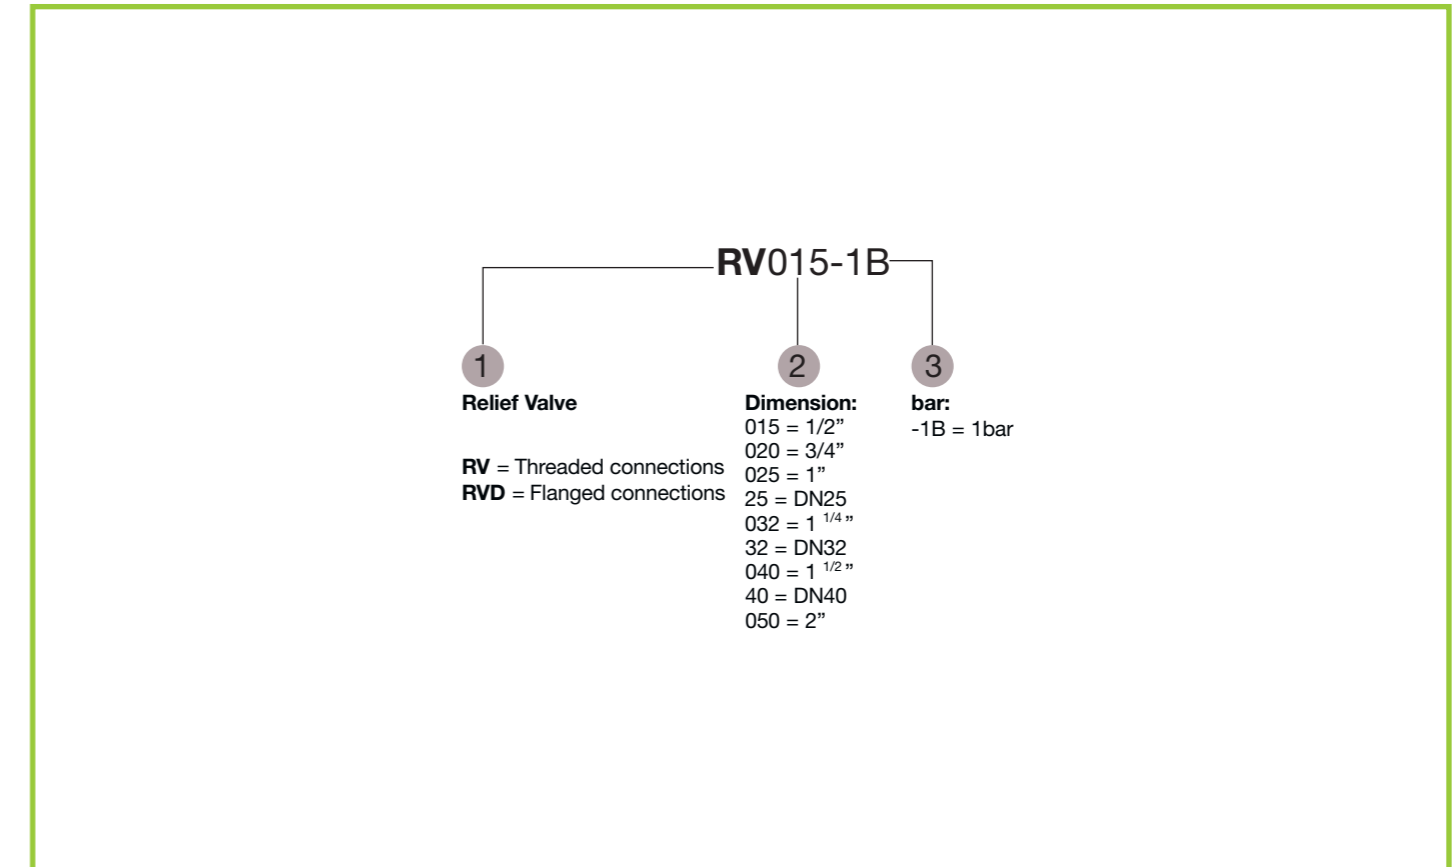 RV015-1B
1
Relief Valve
RV = Threaded connections
RVD = Flanged connections
2
Dimension:
015 = 1/2”
020 = 3/4”
025 = 1”
25 = DN25
032 = 1 1/4”
32 = DN32
040 = 1 1/2”
40 = DN40
050 = 2”
3
bar:
-1B = 1bar